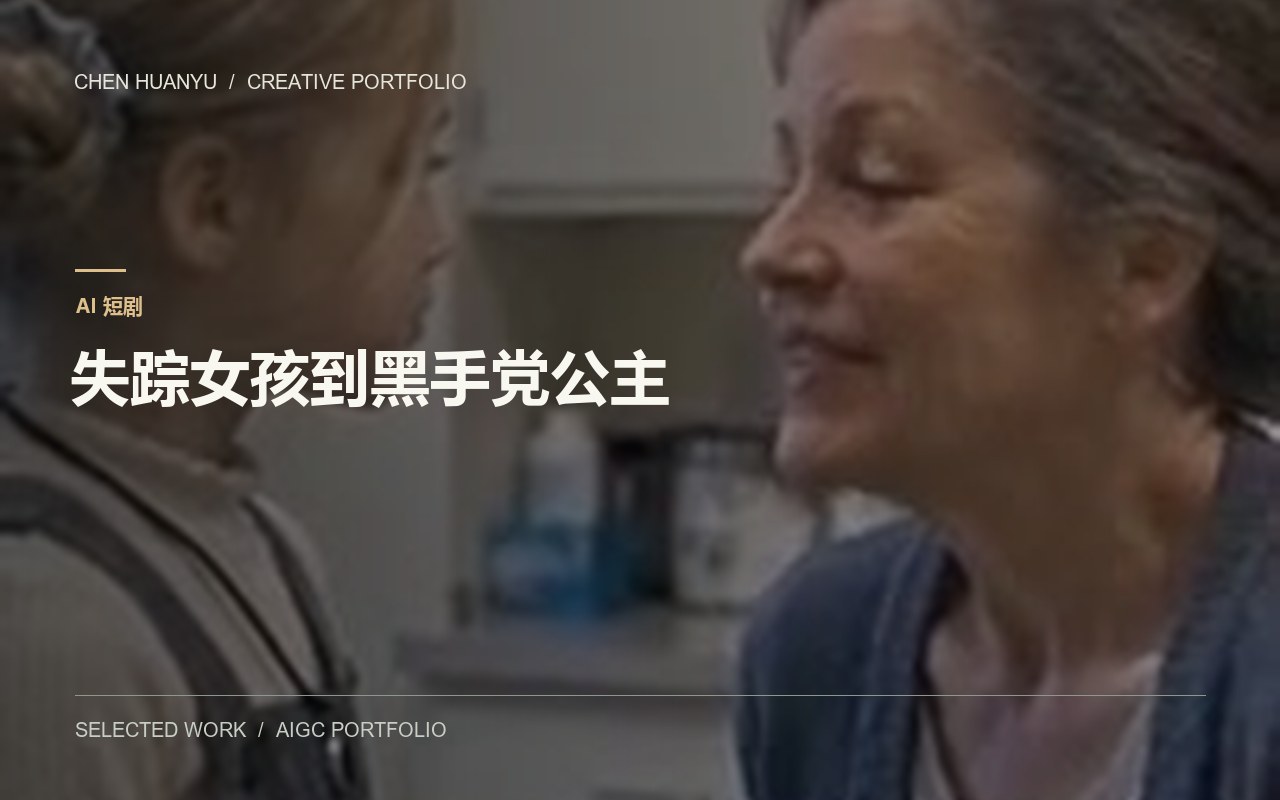 CHEN HUANYU / CREATIVE PORTFOLIO
AI 短剧
失踪女孩到黑手党公主
SELECTED WORK / AIGC PORTFOLIO